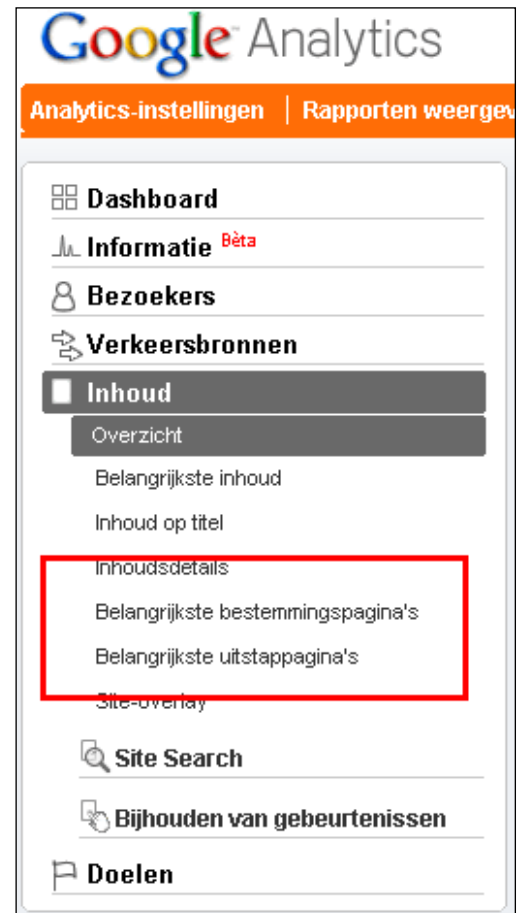 Google™ Analytics
Analytics-instellingen | Rapporten weergev
Dashboard
Informatie Bèta
Bezoekers
Verkeersbronnen
Inhoud
Overzicht
Belangrijkste inhoud
Inhoud op titel
Inhoudsdetails
Belangrijkste bestemmingspagina's
Belangrijkste uitstappagina's
Site-overlay
Site Search
Bijhouden van gebeurtenissen
Doelen